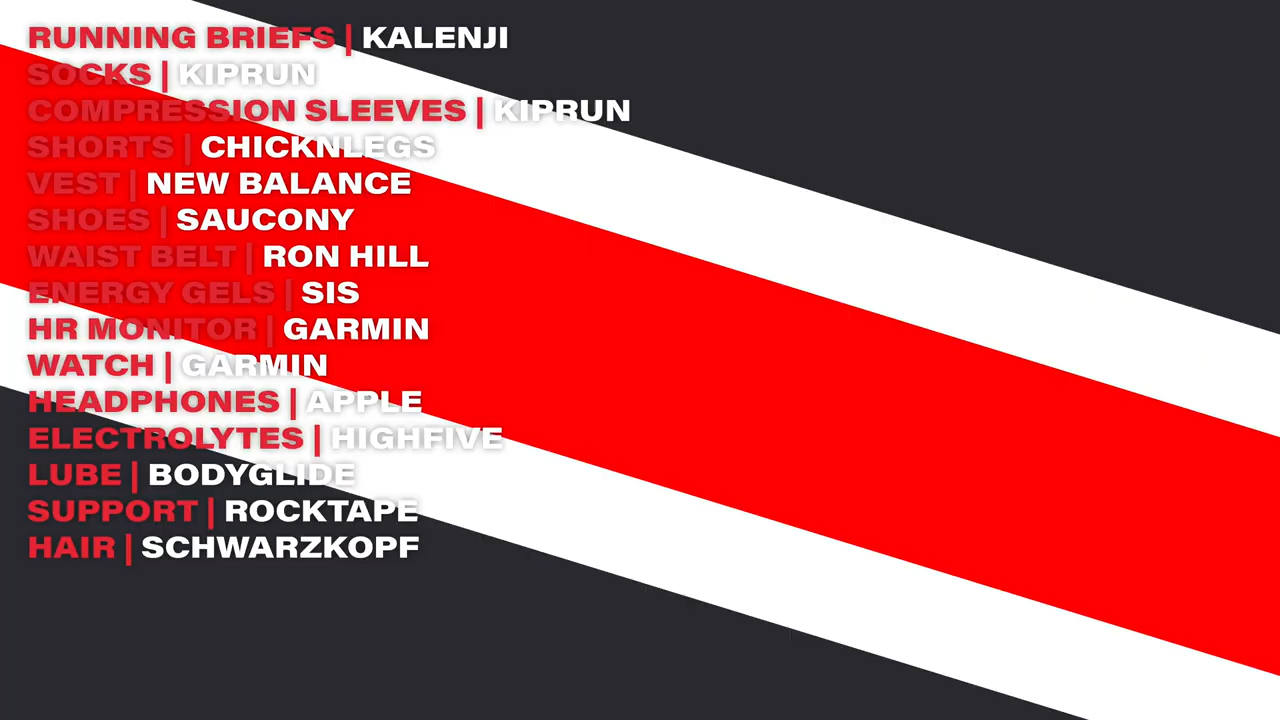 RUNNING BRIEFS | KALENJI
SOCKS | KIPRUN
COMPRESSION SLEEVES | KIPRUN
SHORTS | CHICKNLEGS
VEST | NEW BALANCE
SHOES | SAUCONY
WAIST BELT | RON HILL
ENERGY GELS | SIS
HR MONITOR | GARMIN
WATCH | GARMIN
HEADPHONES | APPLE
ELECTROLYTES | HIGHFIVE
LUBE | BODYGLIDE
SUPPORT | ROCKTAPE
HAIR | SCHWARZKOPF